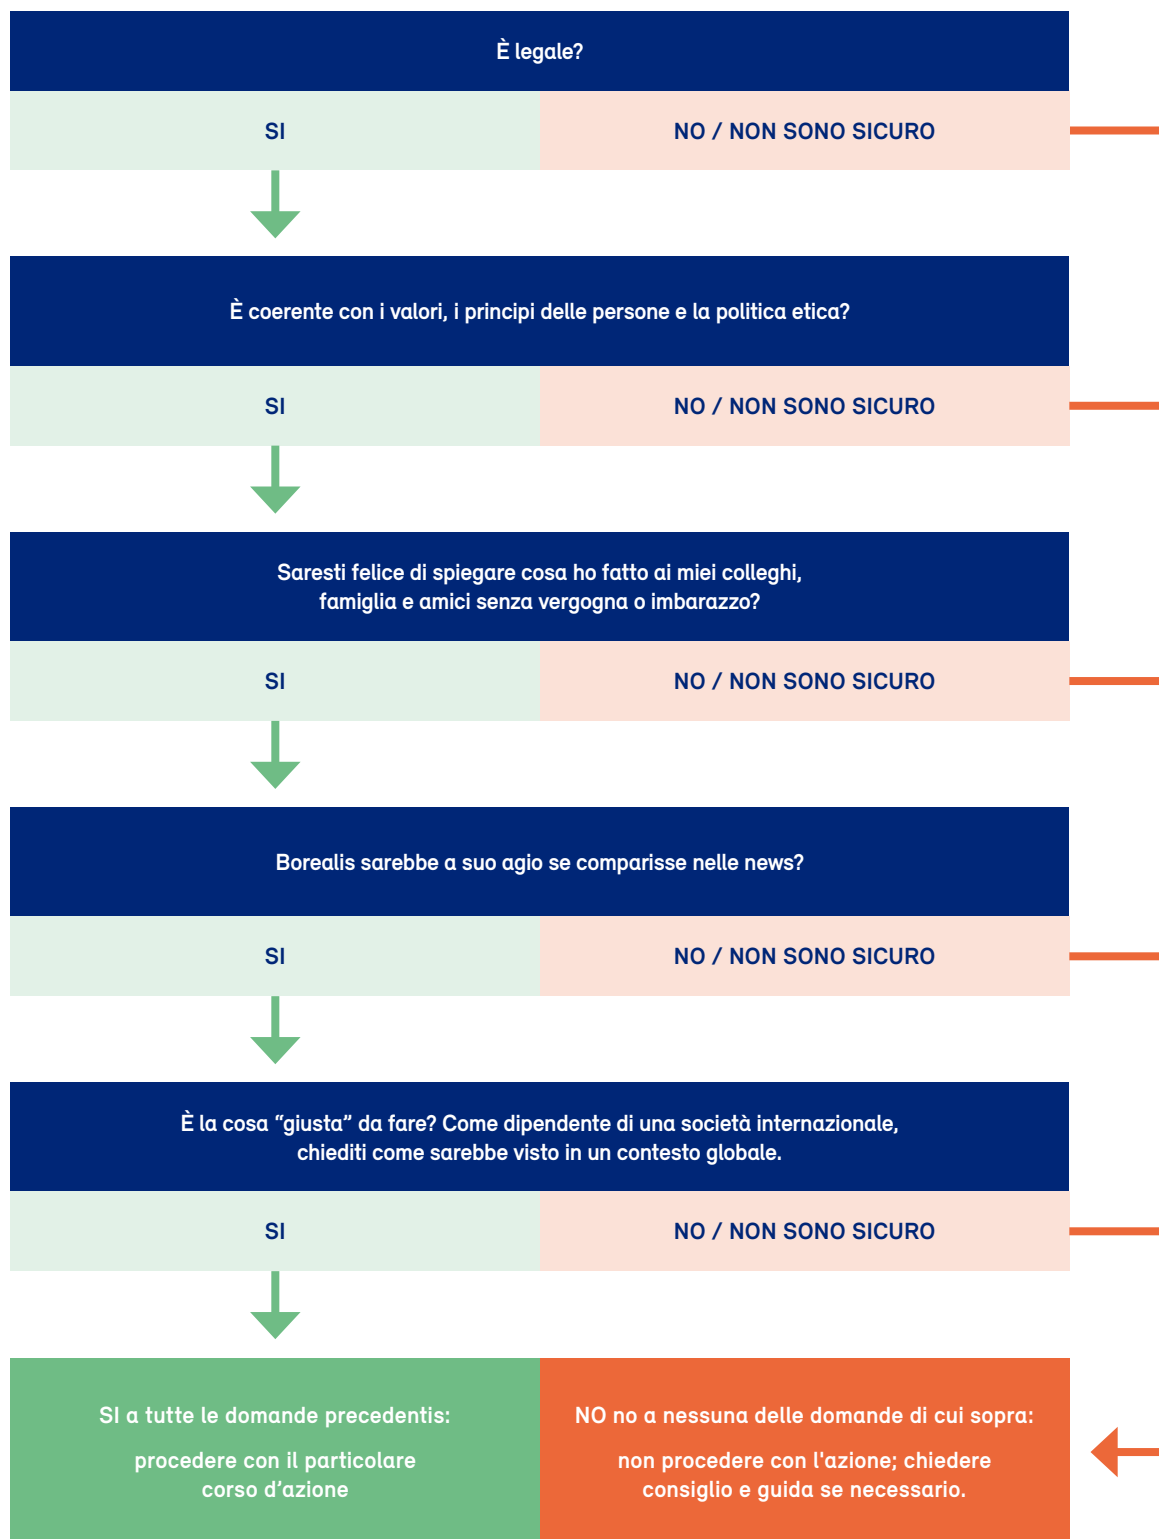 È legale?
SI
NO / NON SONO SICURO
È coerente con i valori, i principi delle persone e la politica etica?
SI
NO / NON SONO SICURO
Saresti felice di spiegare cosa ho fatto ai miei colleghi,
famiglia e amici senza vergogna o imbarazzo?
SI
NO / NON SONO SICURO
Borealis sarebbe a suo agio se comparisse nelle news?
SI
NO / NON SONO SICURO
È la cosa “giusta” da fare? Come dipendente di una società internazionale,
chiediti come sarebbe visto in un contesto globale.
SI
NO / NON SONO SICURO
SI a tutte le domande precedentis:
procedere con il particolare
corso d’azione
NO no a nessuna delle domande di cui sopra:
non procedere con l'azione; chiedere
consiglio e guida se necessario.